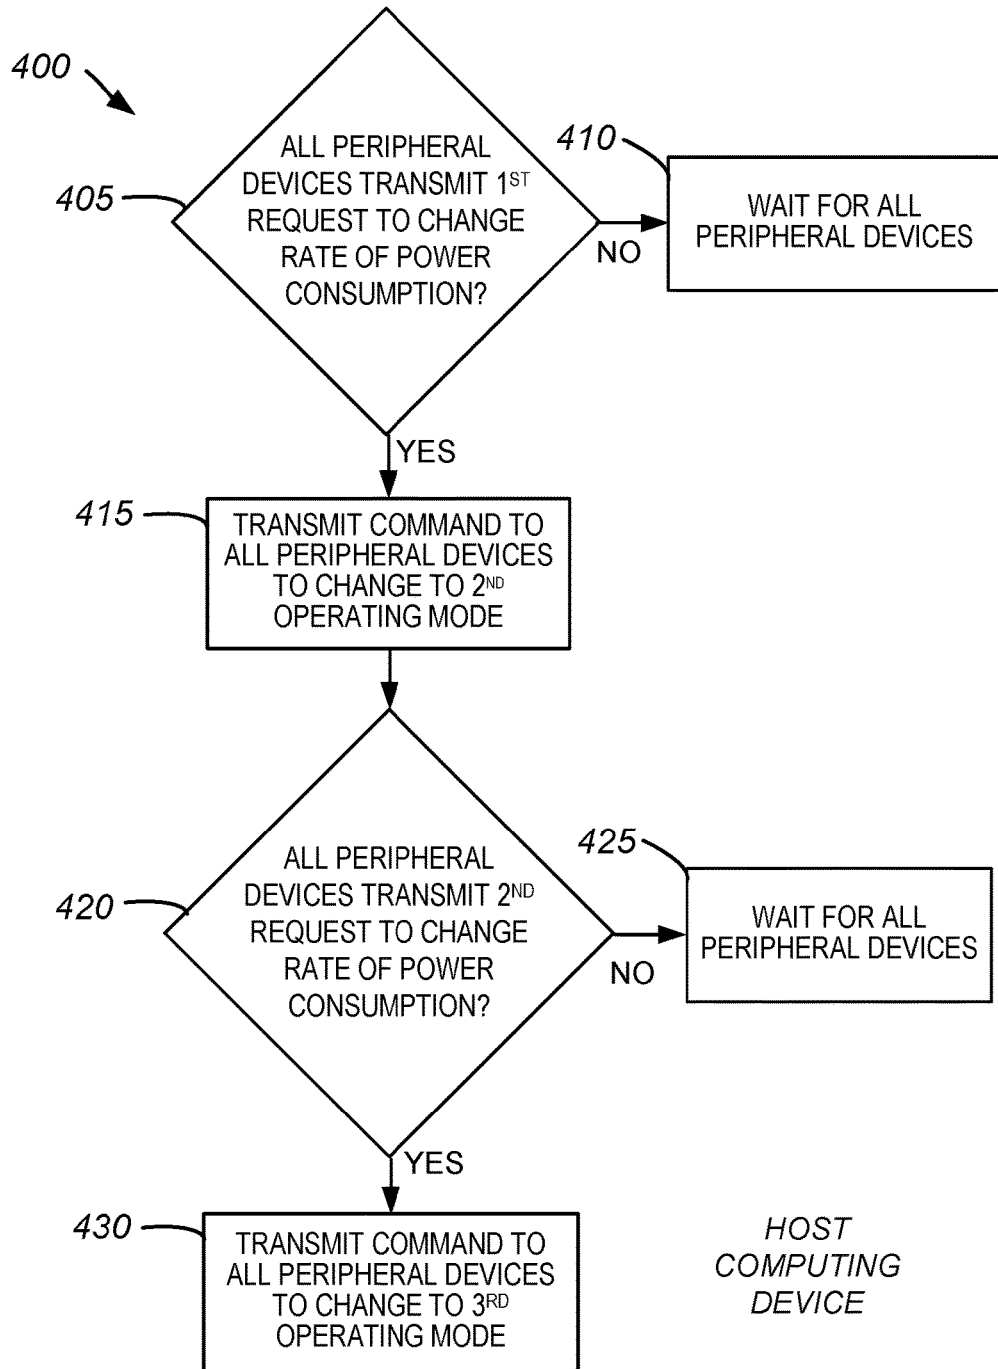 400
405
ALL PERIPHERAL
DEVICES TRANSMIT 1ST
REQUEST TO CHANGE
RATE OF POWER
CONSUMPTION?
NO
410
WAIT FOR ALL
PERIPHERAL DEVICES
YES
415
TRANSMIT COMMAND TO
ALL PERIPHERAL DEVICES
TO CHANGE TO 2ND
OPERATING MODE
420
ALL PERIPHERAL
DEVICES TRANSMIT 2ND
REQUEST TO CHANGE
RATE OF POWER
CONSUMPTION?
NO
425
WAIT FOR ALL
PERIPHERAL DEVICES
YES
430
TRANSMIT COMMAND TO
ALL PERIPHERAL DEVICES
TO CHANGE TO 3RD
OPERATING MODE
HOST
COMPUTING
DEVICE